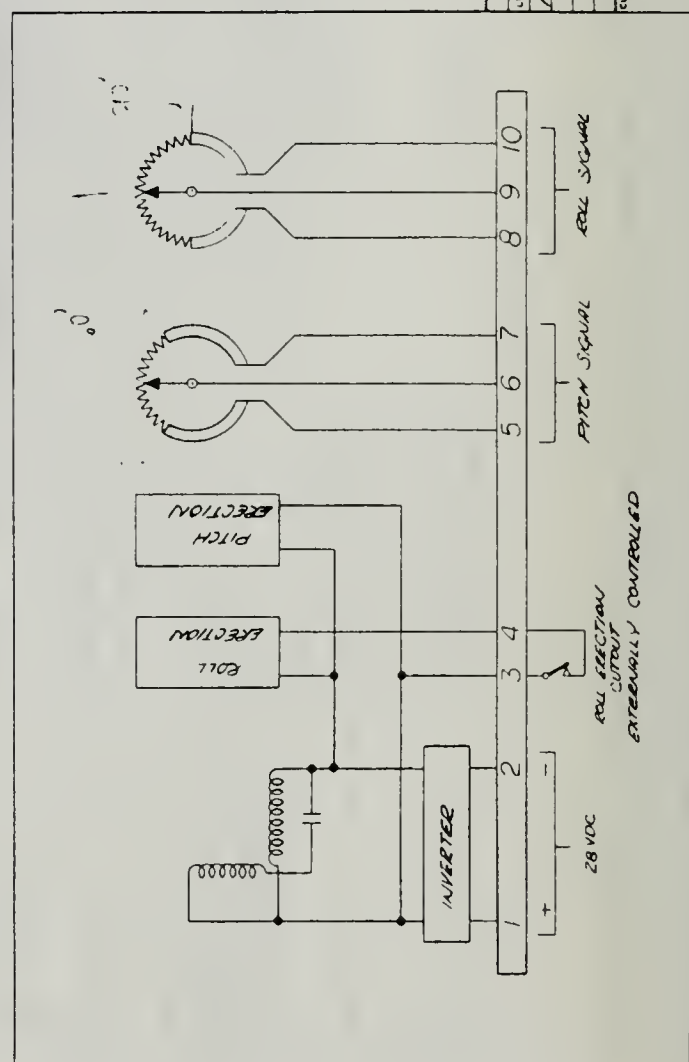 10
9
8
ROLL SIGNAL
7
6
5
PITCH SIGNAL
PITCH
ERECTION
ROLL
ERECTION
4
3
ROLL ERECTION
CUTOUT
EXTERNALLY CONTROLLED
INVERTER
2
1
-
+
28 VDC